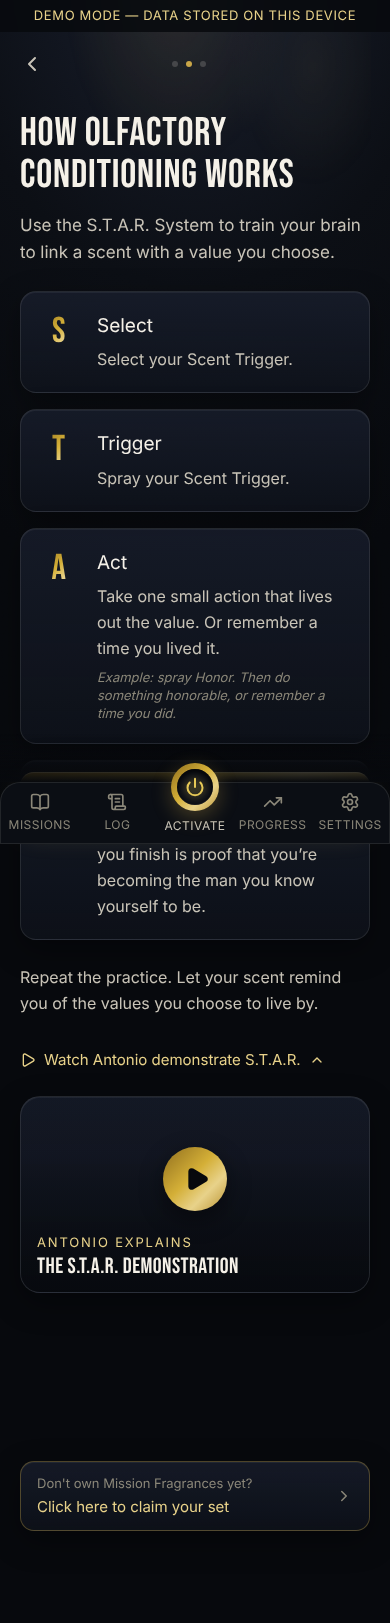 DEMO MODE — DATA STORED ON THIS DEVICE
HOW OLFACTORY
CONDITIONING WORKS
Use the S.T.A.R. System to train your brain
to link a scent with a value you choose.
S
Select
Select your Scent Trigger.
T
Trigger
Spray your Scent Trigger.
A
Act
Take one small action that lives
out the value. Or remember a
time you lived it.
Example: spray Honor. Then do
something honorable, or remember a
time you did.
MISSIONS
LOG
ACTIVATE
PROGRESS
SETTINGS
you finish is proof that you’re
becoming the man you know
yourself to be.
Repeat the practice. Let your scent remind
you of the values you choose to live by.
Watch Antonio demonstrate S.T.A.R.
ANTONIO EXPLAINS
THE S.T.A.R. DEMONSTRATION
Don't own Mission Fragrances yet?
Click here to claim your set